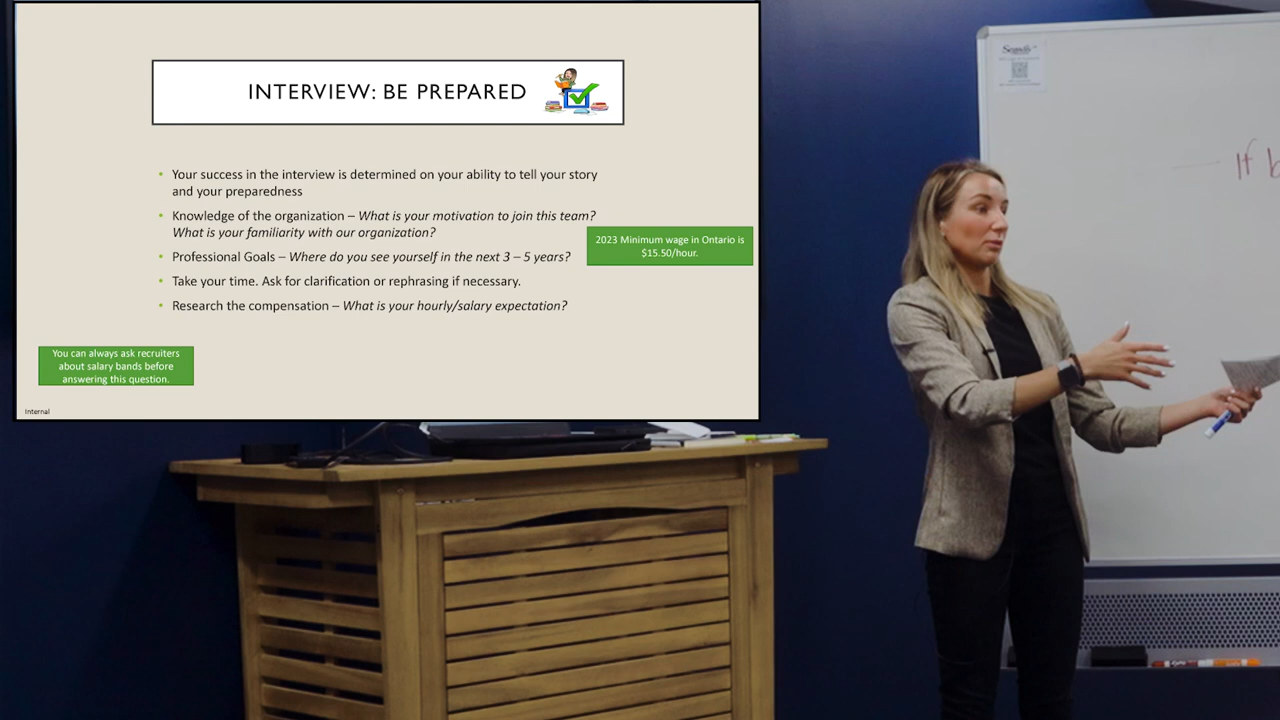 INTERVIEW: BE PREPARED
Your success in the interview is determined on your ability to tell your story
and your preparedness
Knowledge of the organization – What is your motivation to join this team?
What is your familiarity with our organization?
2023 Minimum wage in Ontario is
$15.50/hour.
Professional Goals – Where do you see yourself in the next 3 – 5 years?
Take your time. Ask for clarification or rephrasing if necessary.
Research the compensation – What is your hourly/salary expectation?
You can always ask recruiters
about salary bands before
answering this question.
Internal
If